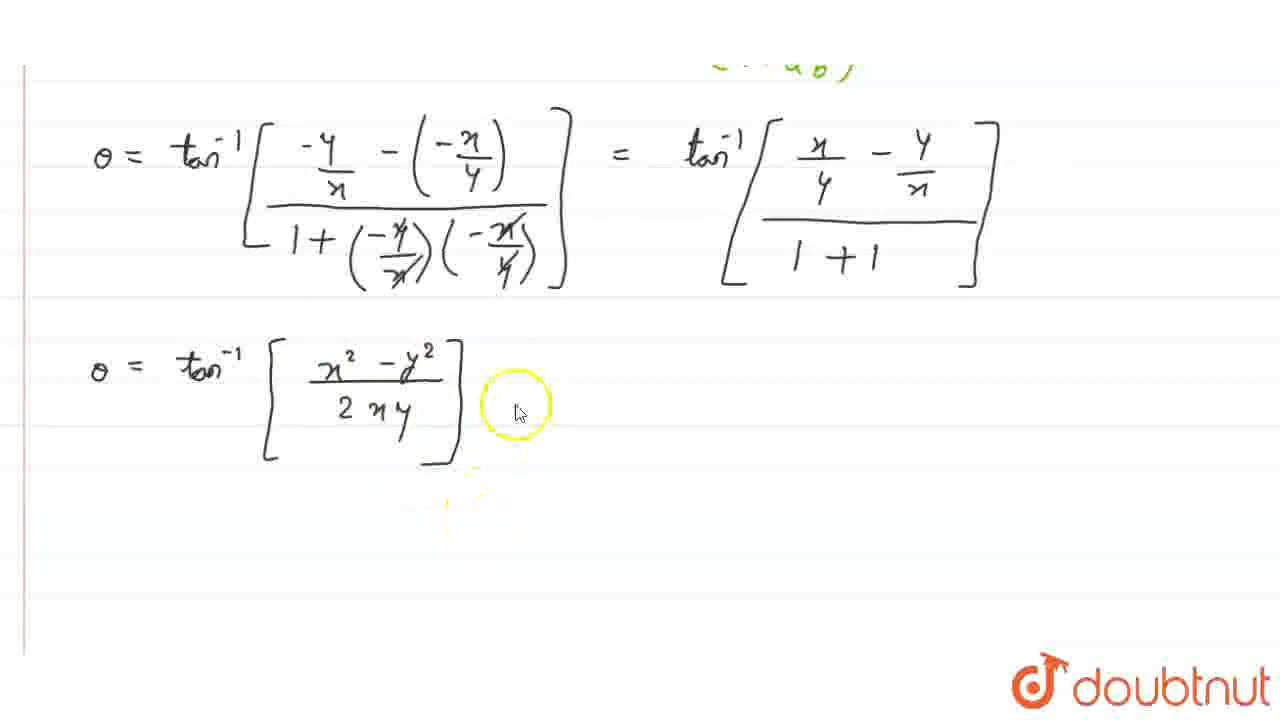 θ = tan⁻¹ [ (-y/x - (-x/y)) / (1 + (-y/x)(-x/y)) ] = tan⁻¹ [ (x/y - y/x) / (1 + 1) ]
θ = tan⁻¹ [ (x² - y²) / (2xy) ]
doubtnut